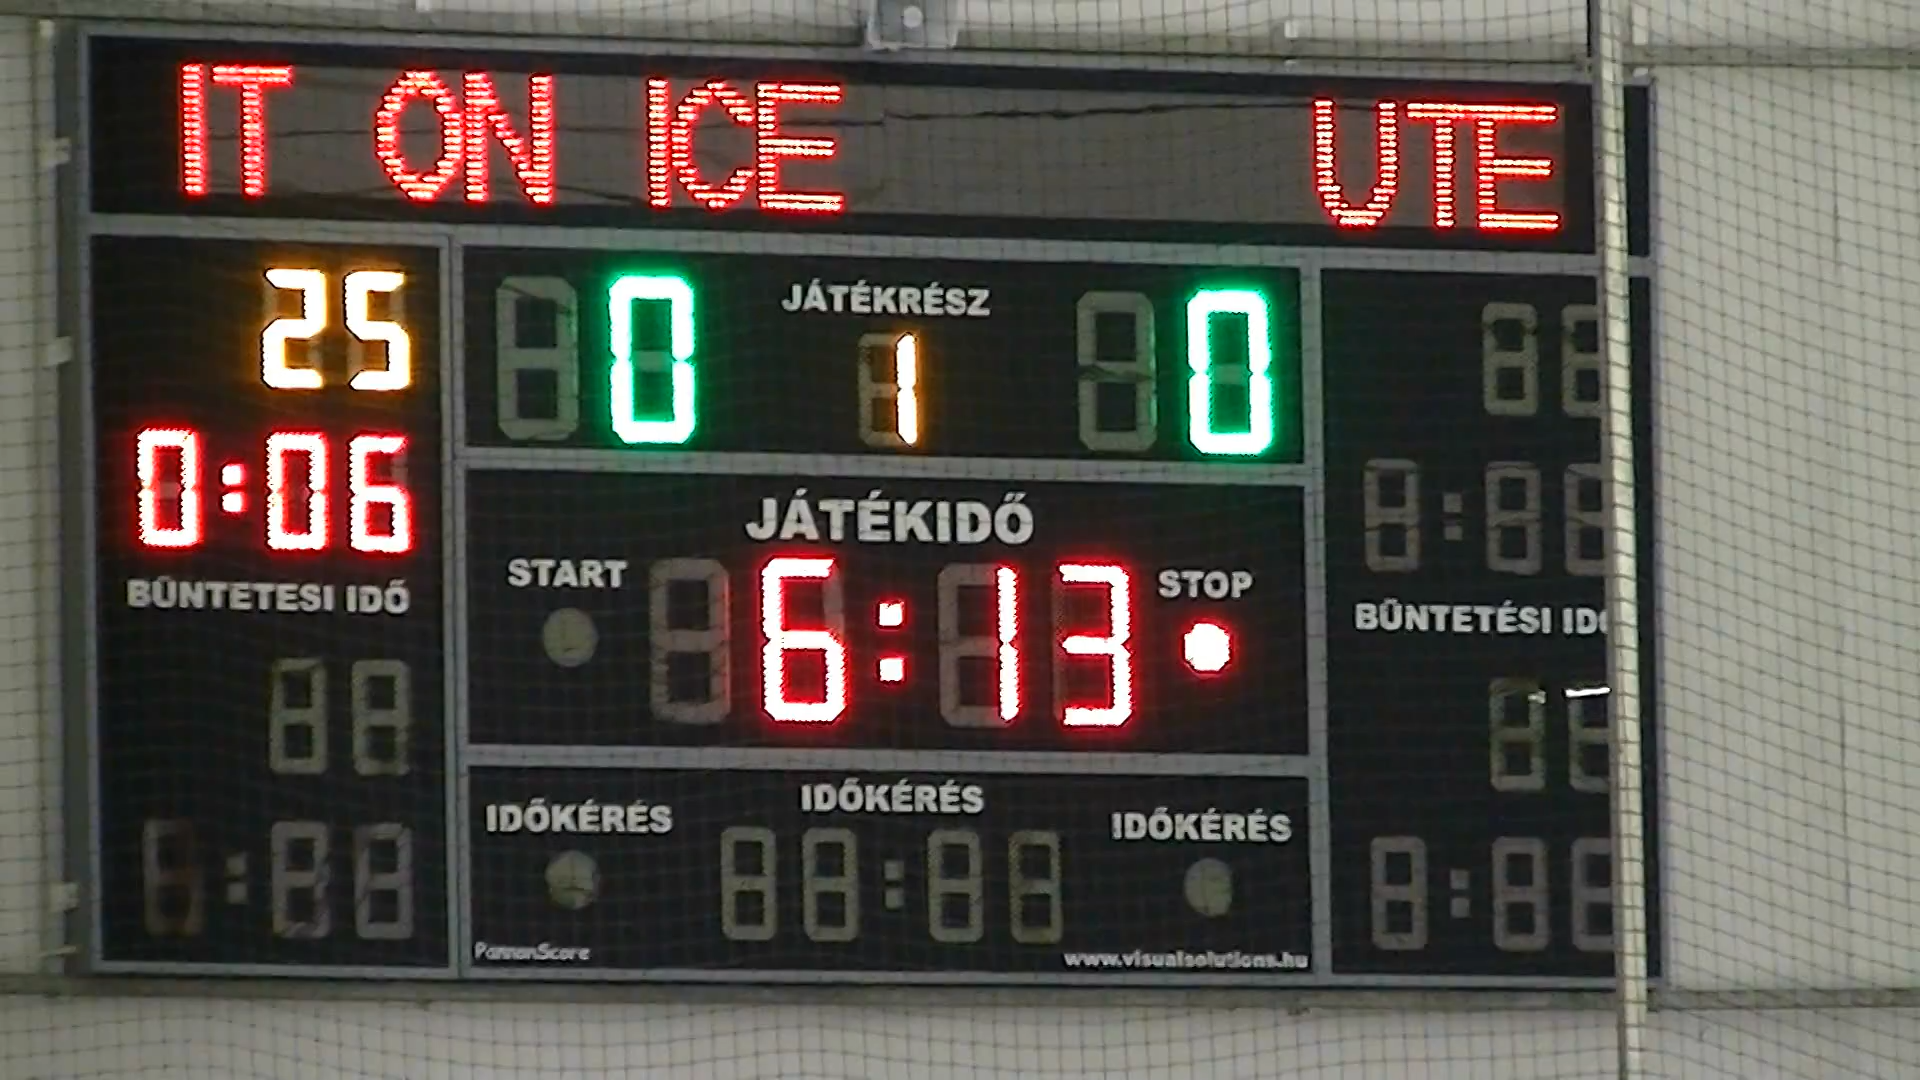 IT ON ICE UTE
25
0 JÁTÉKRÉSZ 1 0
0:06
BÜNTETESI IDŐ
JÁTÉKIDŐ
START 6:13 STOP
BÜNTETÉSI IDŐ
IDŐKÉRÉS IDŐKÉRÉS IDŐKÉRÉS
PannonScore www.visualsolutions.hu